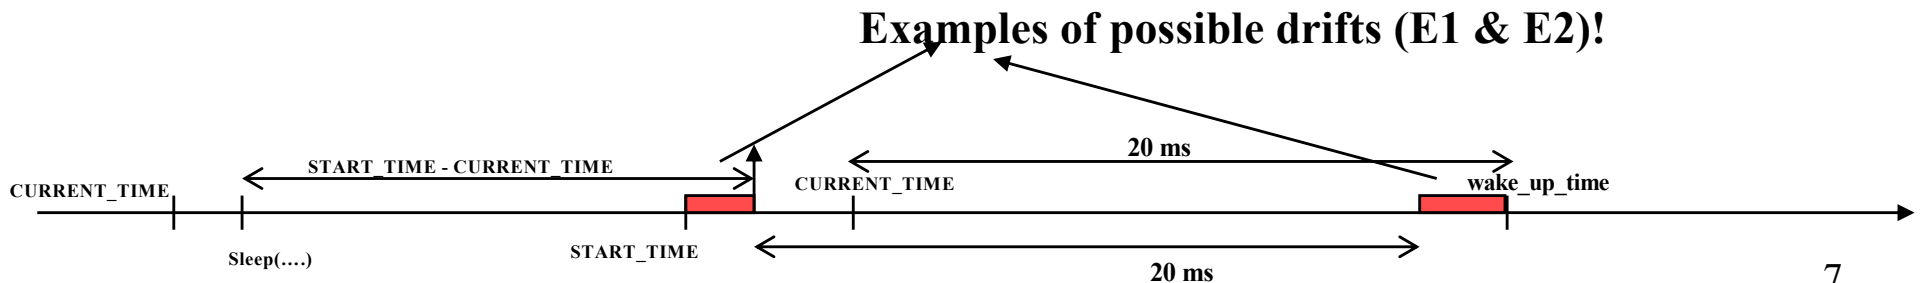 Examples of possible drifts (E1 & E2)!
20 ms
START_TIME - CURRENT_TIME
CURRENT_TIME
CURRENT_TIME
wake_up_time
Sleep(....)
START_TIME
20 ms
7